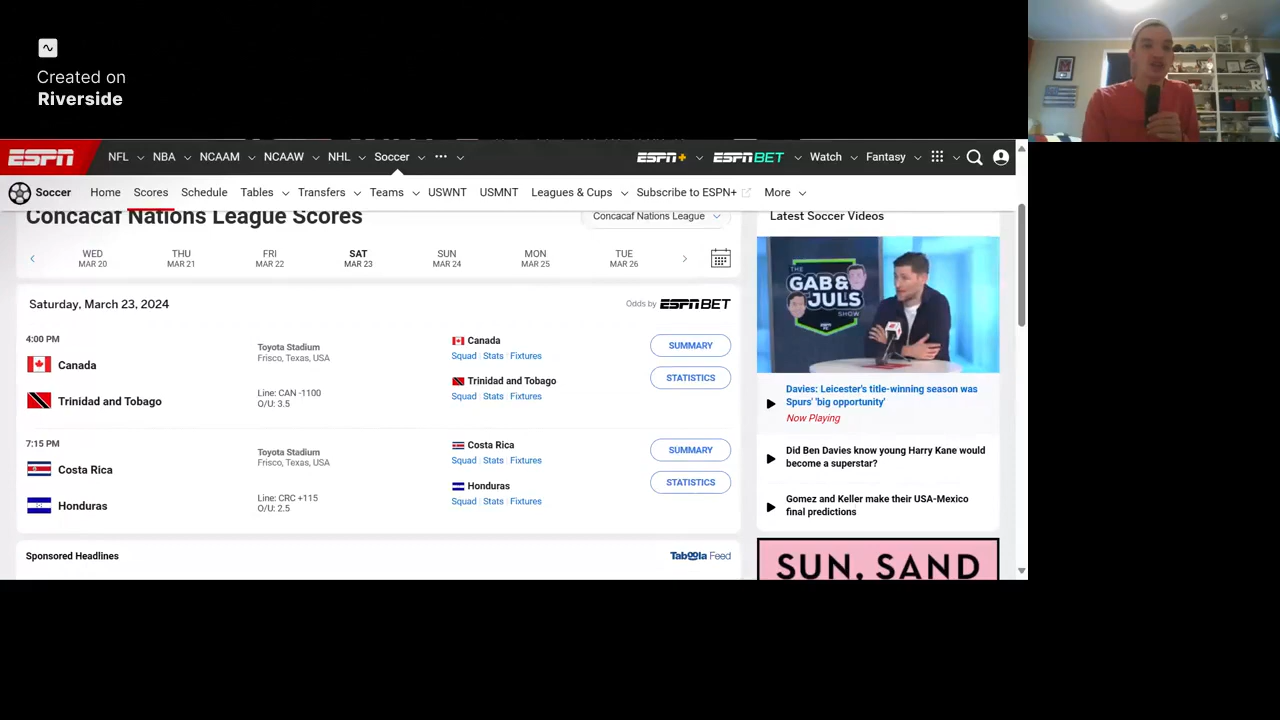 Created on
Riverside
ESPN NFL NBA NCAAM NCAAW NHL Soccer ••• ESPN+ ESPN BET Watch Fantasy
Soccer Home Scores Schedule Tables Transfers Teams USWNT USMNT Leagues & Cups Subscribe to ESPN+ More
Concacaf Nations League Scores
Concacaf Nations League
WED THU FRI SAT SUN MON TUE
MAR 20 MAR 21 MAR 22 MAR 23 MAR 24 MAR 25 MAR 26
Saturday, March 23, 2024
Odds by ESPN BET
4:00 PM
Canada
Trinidad and Tobago
Toyota Stadium
Frisco, Texas, USA
Line: CAN -1100
O/U: 3.5
Canada
Squad Stats Fixtures
Trinidad and Tobago
Squad Stats Fixtures
SUMMARY
STATISTICS
7:15 PM
Costa Rica
Honduras
Toyota Stadium
Frisco, Texas, USA
Line: CRC +115
O/U: 2.5
Costa Rica
Squad Stats Fixtures
Honduras
Squad Stats Fixtures
SUMMARY
STATISTICS
Sponsored Headlines
Taboola Feed
Latest Soccer Videos
THE
GAB &
JULS
SHOW
ESPN FC
Davies: Leicester's title-winning season was
Spurs' 'big opportunity'
Now Playing
Did Ben Davies know young Harry Kane would
become a superstar?
Gomez and Keller make their USA-Mexico
final predictions
SUN, SAND